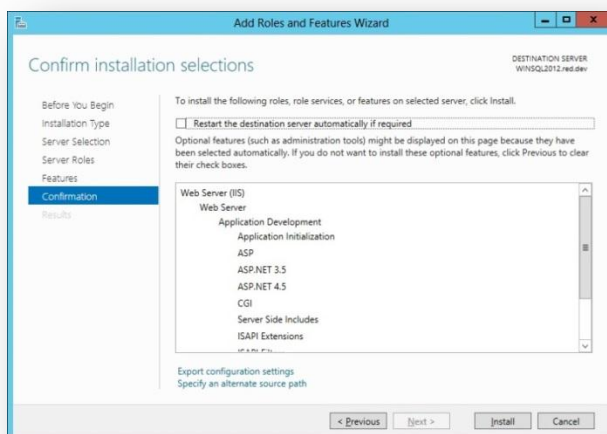 Add Roles and Features Wizard
Confirm installation selections
DESTINATION SERVER
WINSQL2012.red.dev
Before You Begin
Installation Type
Server Selection
Server Roles
Features
Confirmation
Results
To install the following roles, role services, or features on selected server, click Install.
Restart the destination server automatically if required
Optional features (such as administration tools) might be displayed on this page because they have
been selected automatically. If you do not want to install these optional features, click Previous to clear
their check boxes.
Web Server (IIS)
Web Server
Application Development
Application Initialization
ASP
ASP.NET 3.5
ASP.NET 4.5
CGI
Server Side Includes
ISAPI Extensions
Export configuration settings
Specify an alternate source path
< Previous
Next >
Install
Cancel